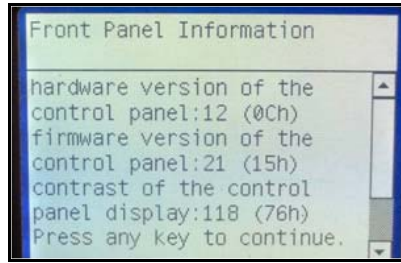 Front Panel Information
hardware version of the
control panel:12 (0Ch)
firmware version of the
control panel:21 (15h)
contrast of the control
panel display:118 (76h)
Press any key to continue.